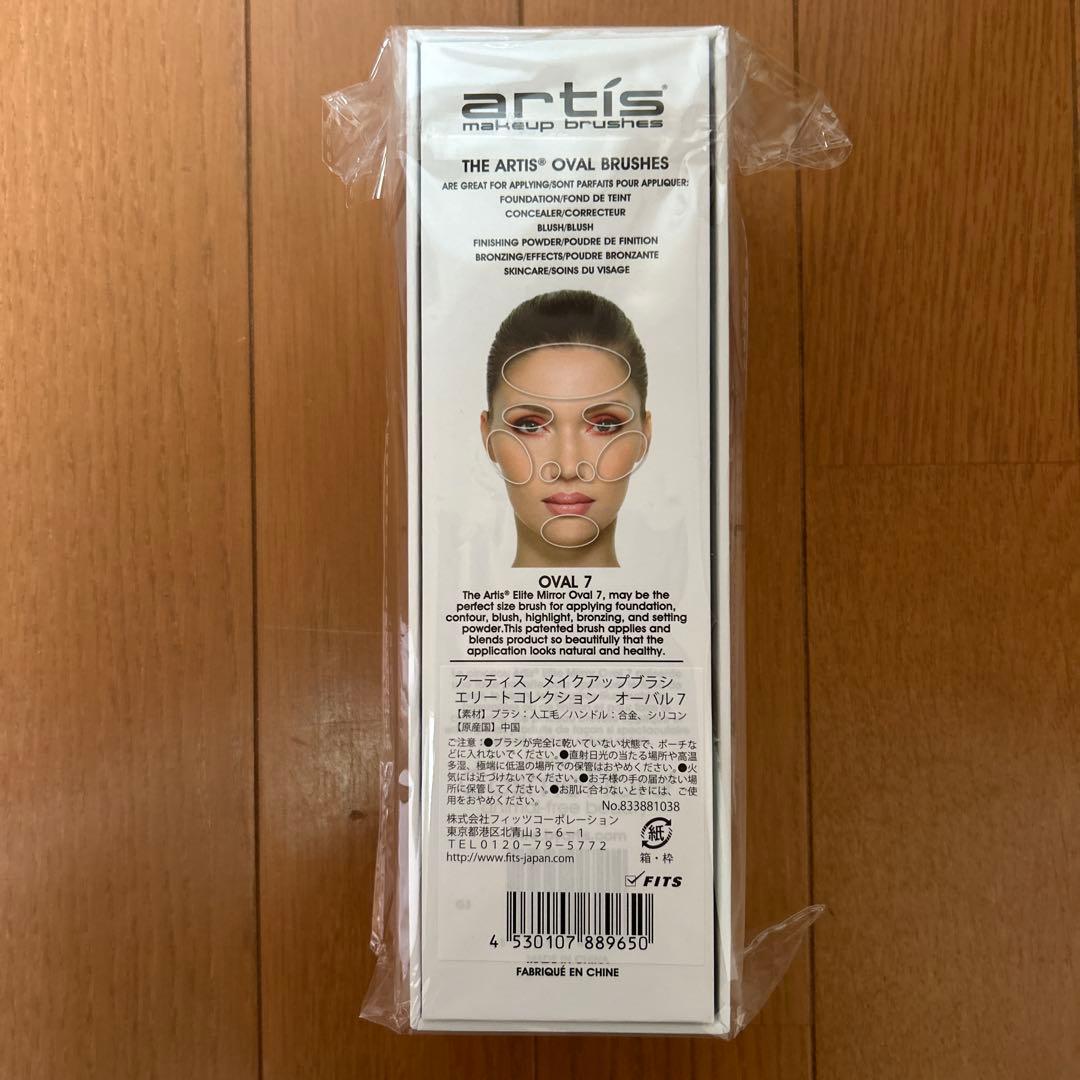 artís®
makeup brushes
THE ARTIS® OVAL BRUSHES
ARE GREAT FOR APPLYING/SONT PARFAITS POUR APPLIQUER:
FOUNDATION/FOND DE TEINT
CONCEALER/CORRECTEUR
BLUSH/BLUSH
FINISHING POWDER/POUDRE DE FINITION
BRONZING/EFFECTS/POUDRE BRONZANTE
SKINCARE/SOINS DU VISAGE
OVAL 7
The Artis® Elite Mirror Oval 7, may be the
perfect size brush for applying foundation,
contour, blush, highlight, bronzing, and setting
powder.This patented brush applies and
blends product so beautifully that the
application looks natural and healthy.
アーティス メイクアップブラシ
エリートコレクション オーバル7
【素材】ブラシ：人工毛／ハンドル：合金、シリコン
【原産国】中国
ご注意：●ブラシが完全に乾いていない状態で、ポーチな
どに入れないでください。●直射日光の当たる場所や高温
多湿、極端に低温の場所での保管はおやめください。●火
気には近づけないでください。●お子様の手の届かない場
所に保管してください。●お肌に合わないときには、ご使
用をおやめください。
No.833881038
株式会社フィッツコーポレーション
東京都港区北青山3－6－1
TEL0120－79－5772
http://www.fits-japan.com
紙
箱・枠
FITS
4 530107 889650
MADE IN CHINA
FABRIQUÉ EN CHINE